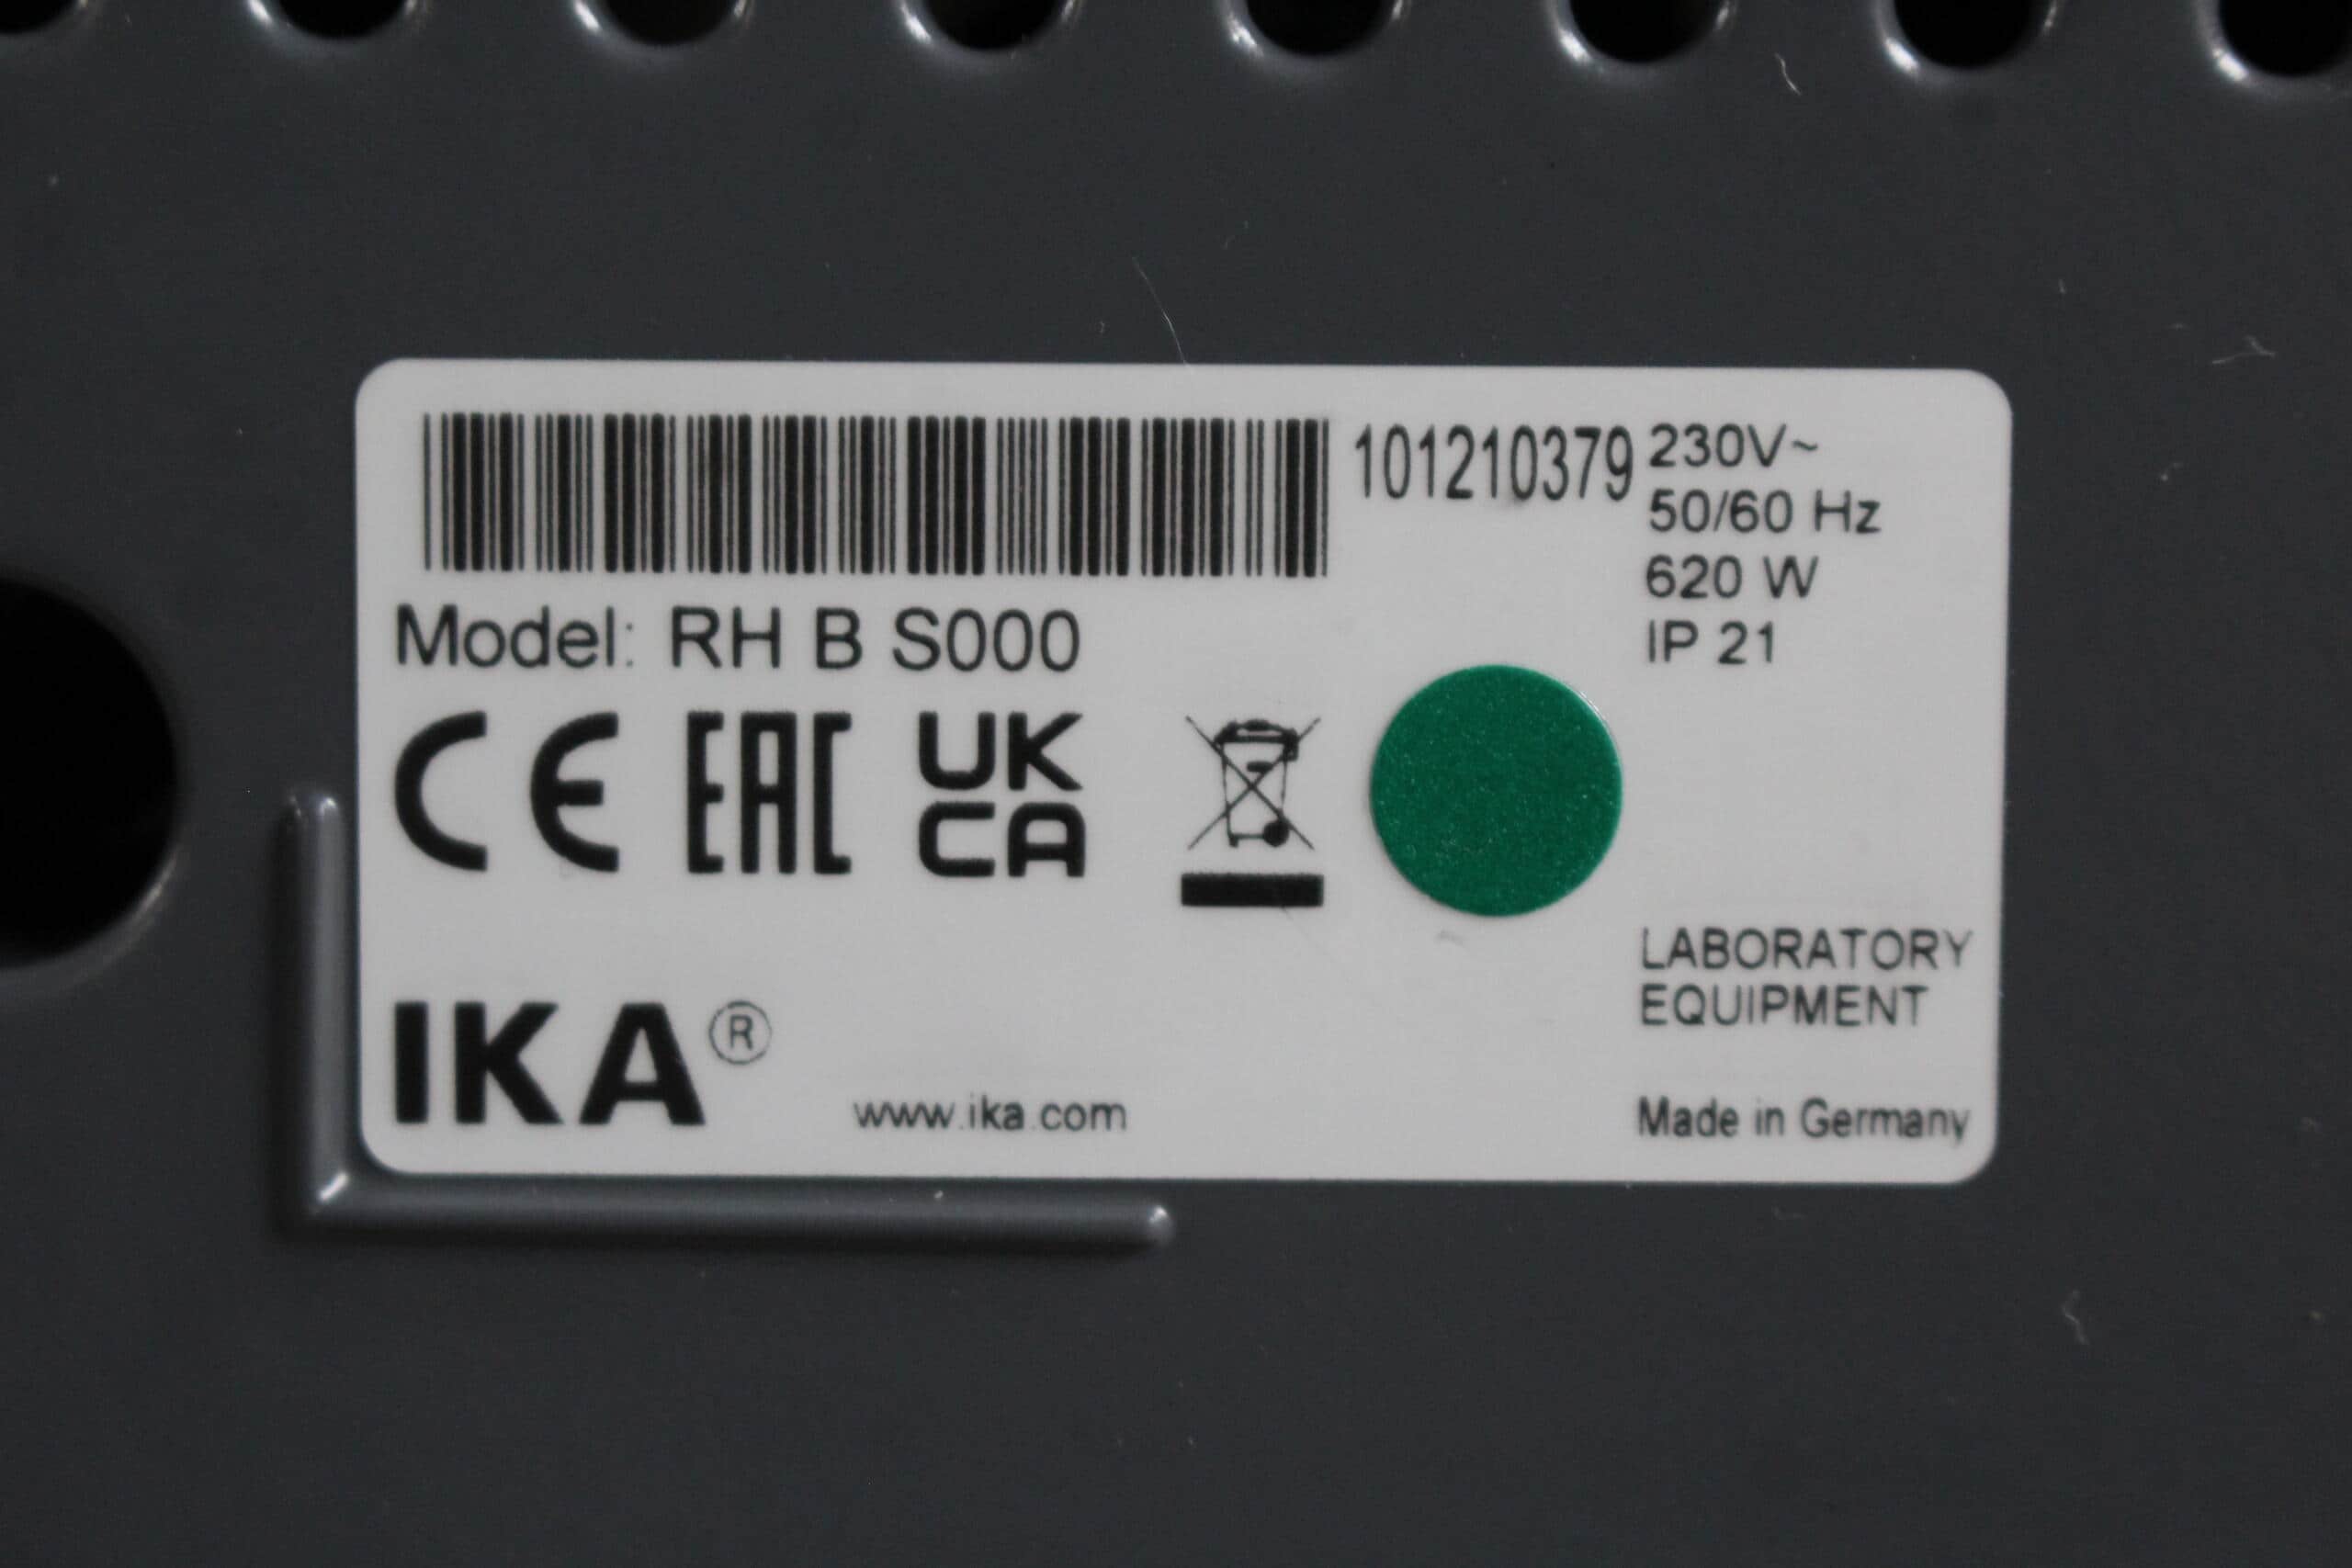 101210379
230V~
50/60 Hz
620 W
IP 21
Model: RH B S000
CE EAC UK
CA
LABORATORY
EQUIPMENT
IKA®
www.ika.com
Made in Germany